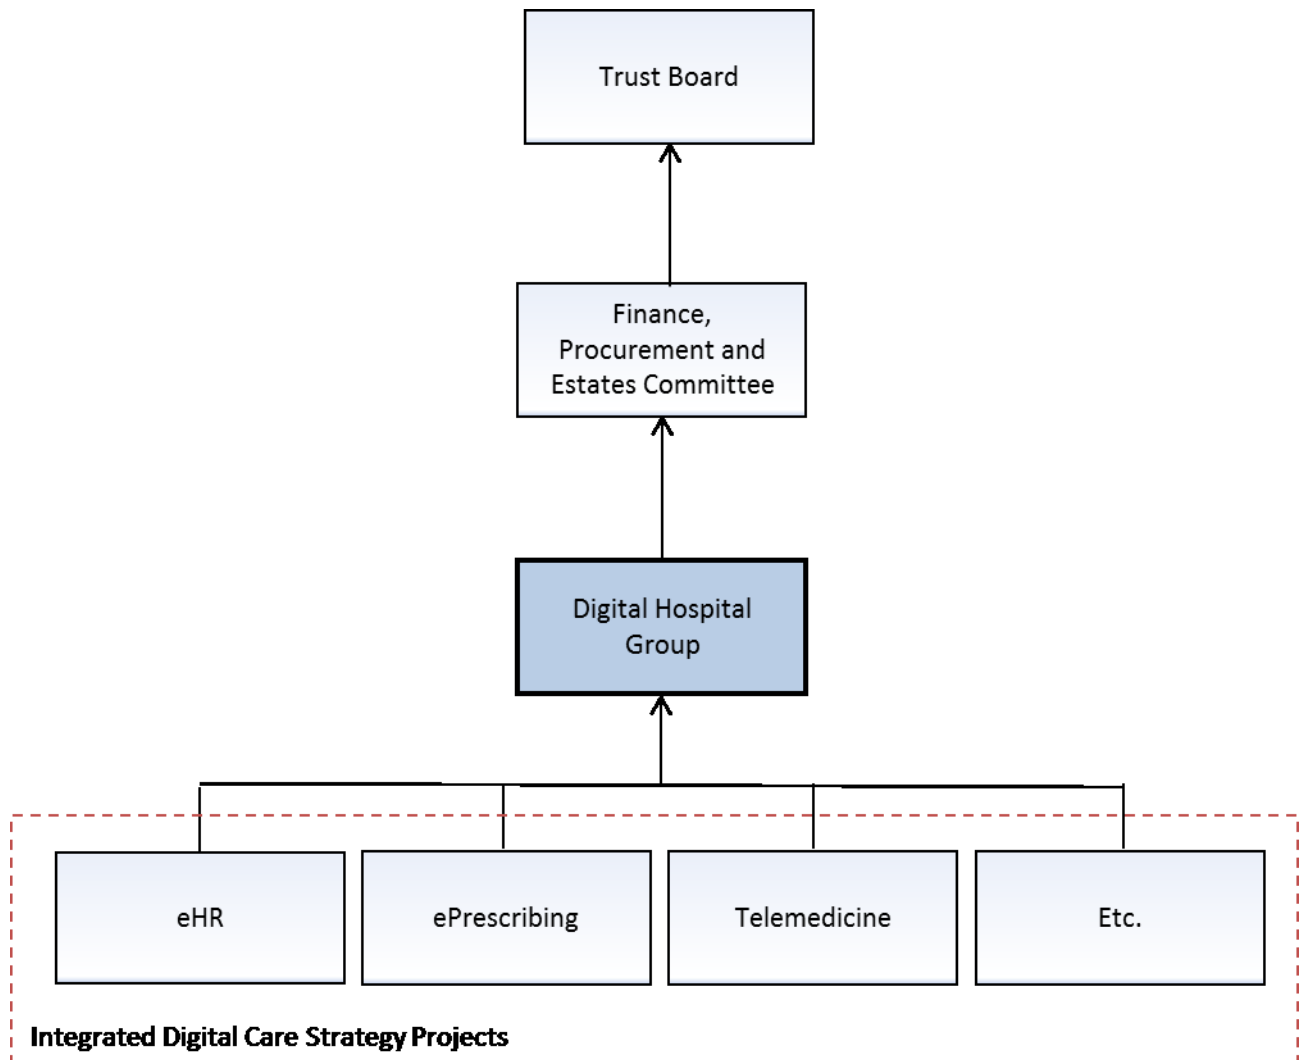 Trust Board
Finance,
Procurement and
Estates Committee
Digital Hospital
Group
eHR
ePrescribing
Telemedicine
Etc.
Integrated Digital Care Strategy Projects